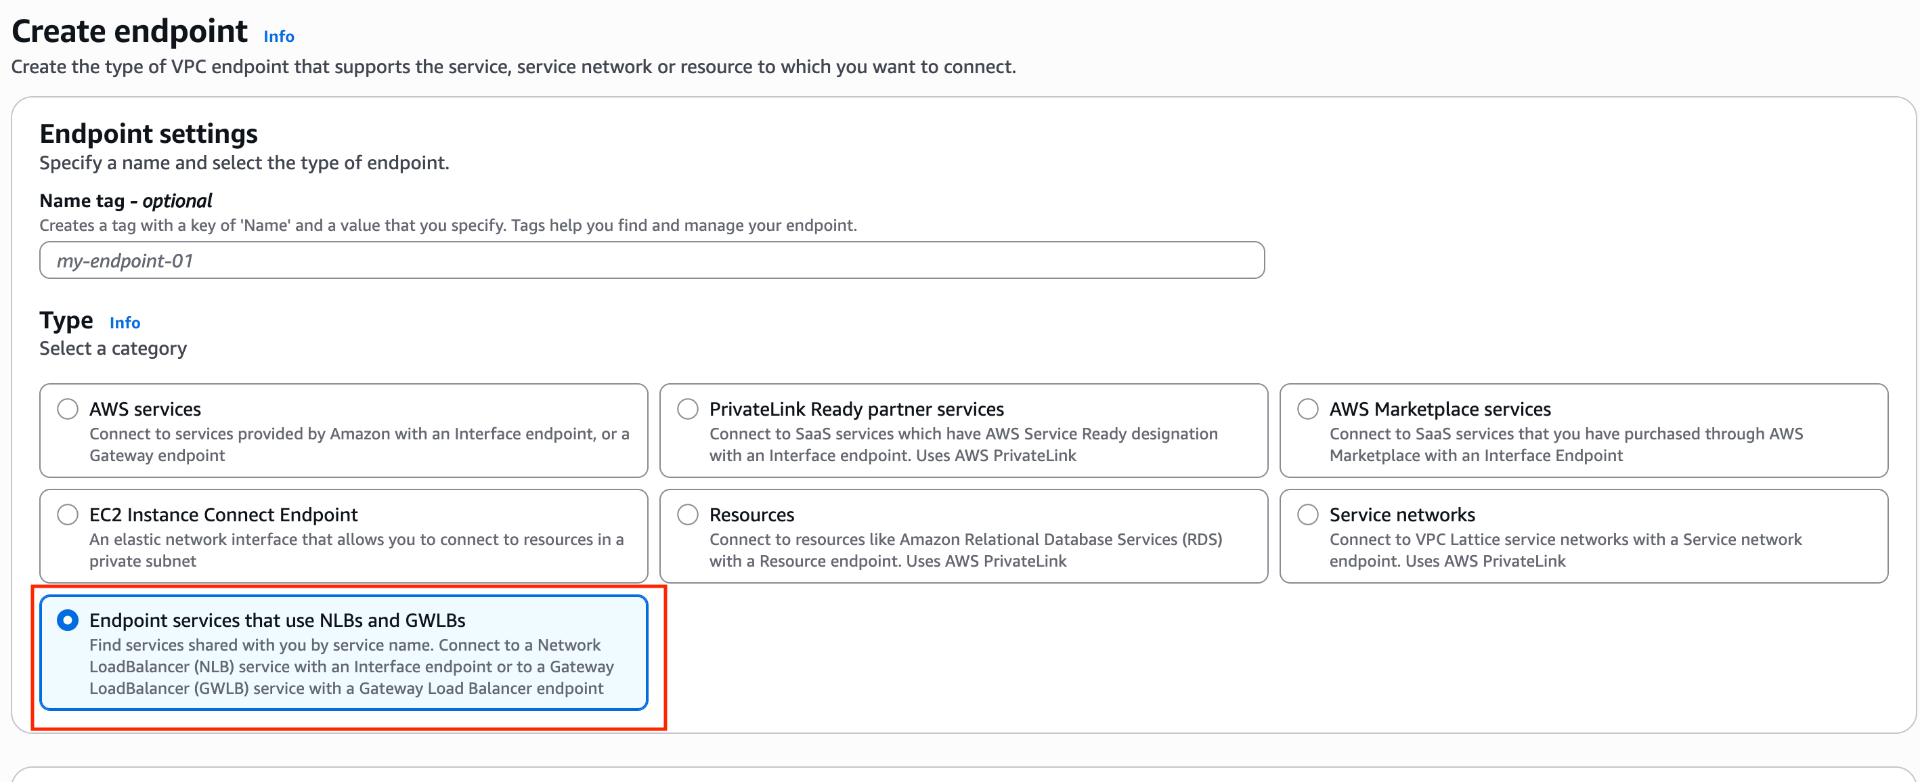 Create endpoint Info
Create the type of VPC endpoint that supports the service, service network or resource to which you want to connect.
Endpoint settings
Specify a name and select the type of endpoint.
Name tag - optional
Creates a tag with a key of 'Name' and a value that you specify. Tags help you find and manage your endpoint.
my-endpoint-01
Type Info
Select a category
AWS services
Connect to services provided by Amazon with an Interface endpoint, or a
Gateway endpoint
PrivateLink Ready partner services
Connect to SaaS services which have AWS Service Ready designation
with an Interface endpoint. Uses AWS PrivateLink
AWS Marketplace services
Connect to SaaS services that you have purchased through AWS
Marketplace with an Interface Endpoint
EC2 Instance Connect Endpoint
An elastic network interface that allows you to connect to resources in a
private subnet
Resources
Connect to resources like Amazon Relational Database Services (RDS)
with a Resource endpoint. Uses AWS PrivateLink
Service networks
Connect to VPC Lattice service networks with a Service network
endpoint. Uses AWS PrivateLink
Endpoint services that use NLBs and GWLBs
Find services shared with you by service name. Connect to a Network
LoadBalancer (NLB) service with an Interface endpoint or to a Gateway
LoadBalancer (GWLB) service with a Gateway Load Balancer endpoint